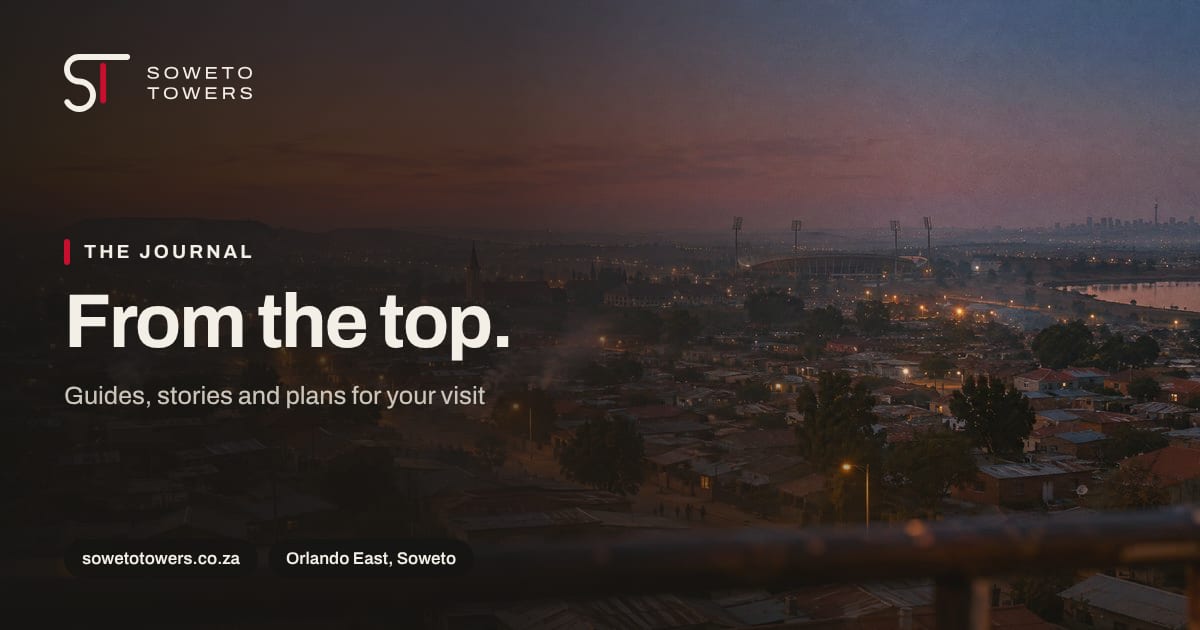 ST
SOWETO
TOWERS
THE JOURNAL
From the top.
Guides, stories and plans for your visit
sowetotowers.co.za
Orlando East, Soweto